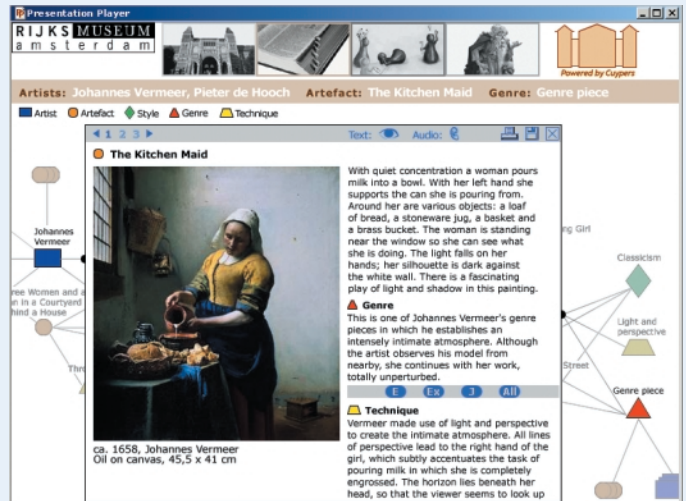 Presentation Player
RIJKS MUSEUM
amsterdam
Powered by Cuypers
Artists: Johannes Vermeer, Pieter de Hooch Artefact: The Kitchen Maid Genre: Genre piece
Artist Artefact Style Genre Technique
1 2 3 Text: Audio:
The Kitchen Maid
With quiet concentration a woman pours
milk into a bowl. With her left hand she
supports the can she is pouring from.
Around her are various objects: a loaf
of bread, a stoneware jug, a basket and
a brass bucket. The woman is standing
near the window so she can see what
she is doing. The light falls on her
hands; her silhouette is dark against
the white wall. There is a fascinating
play of light and shadow in this painting.
Genre
This is one of Johannes Vermeer's genre
pieces in which he establishes an
intensely intimate atmosphere. Although
the artist observes his model from
nearby, she continues with her work,
totally unperturbed.
E Ex J All
Technique
Vermeer made use of light and perspective
to create the intimate atmosphere. All lines
of perspective lead to the right hand of the
girl, which subtly accentuates the task of
pouring milk in which she is completely
engrossed. The horizon lies beneath her
head, so that the viewer seems to look up
ca. 1658, Johannes Vermeer
Oil on canvas, 45,5 x 41 cm
Johannes
Vermeer
ree Women and a
n in a Courtyard
hind a House
Thr
ng Girl
Classicism
Light and
perspective
Street
Genre piece